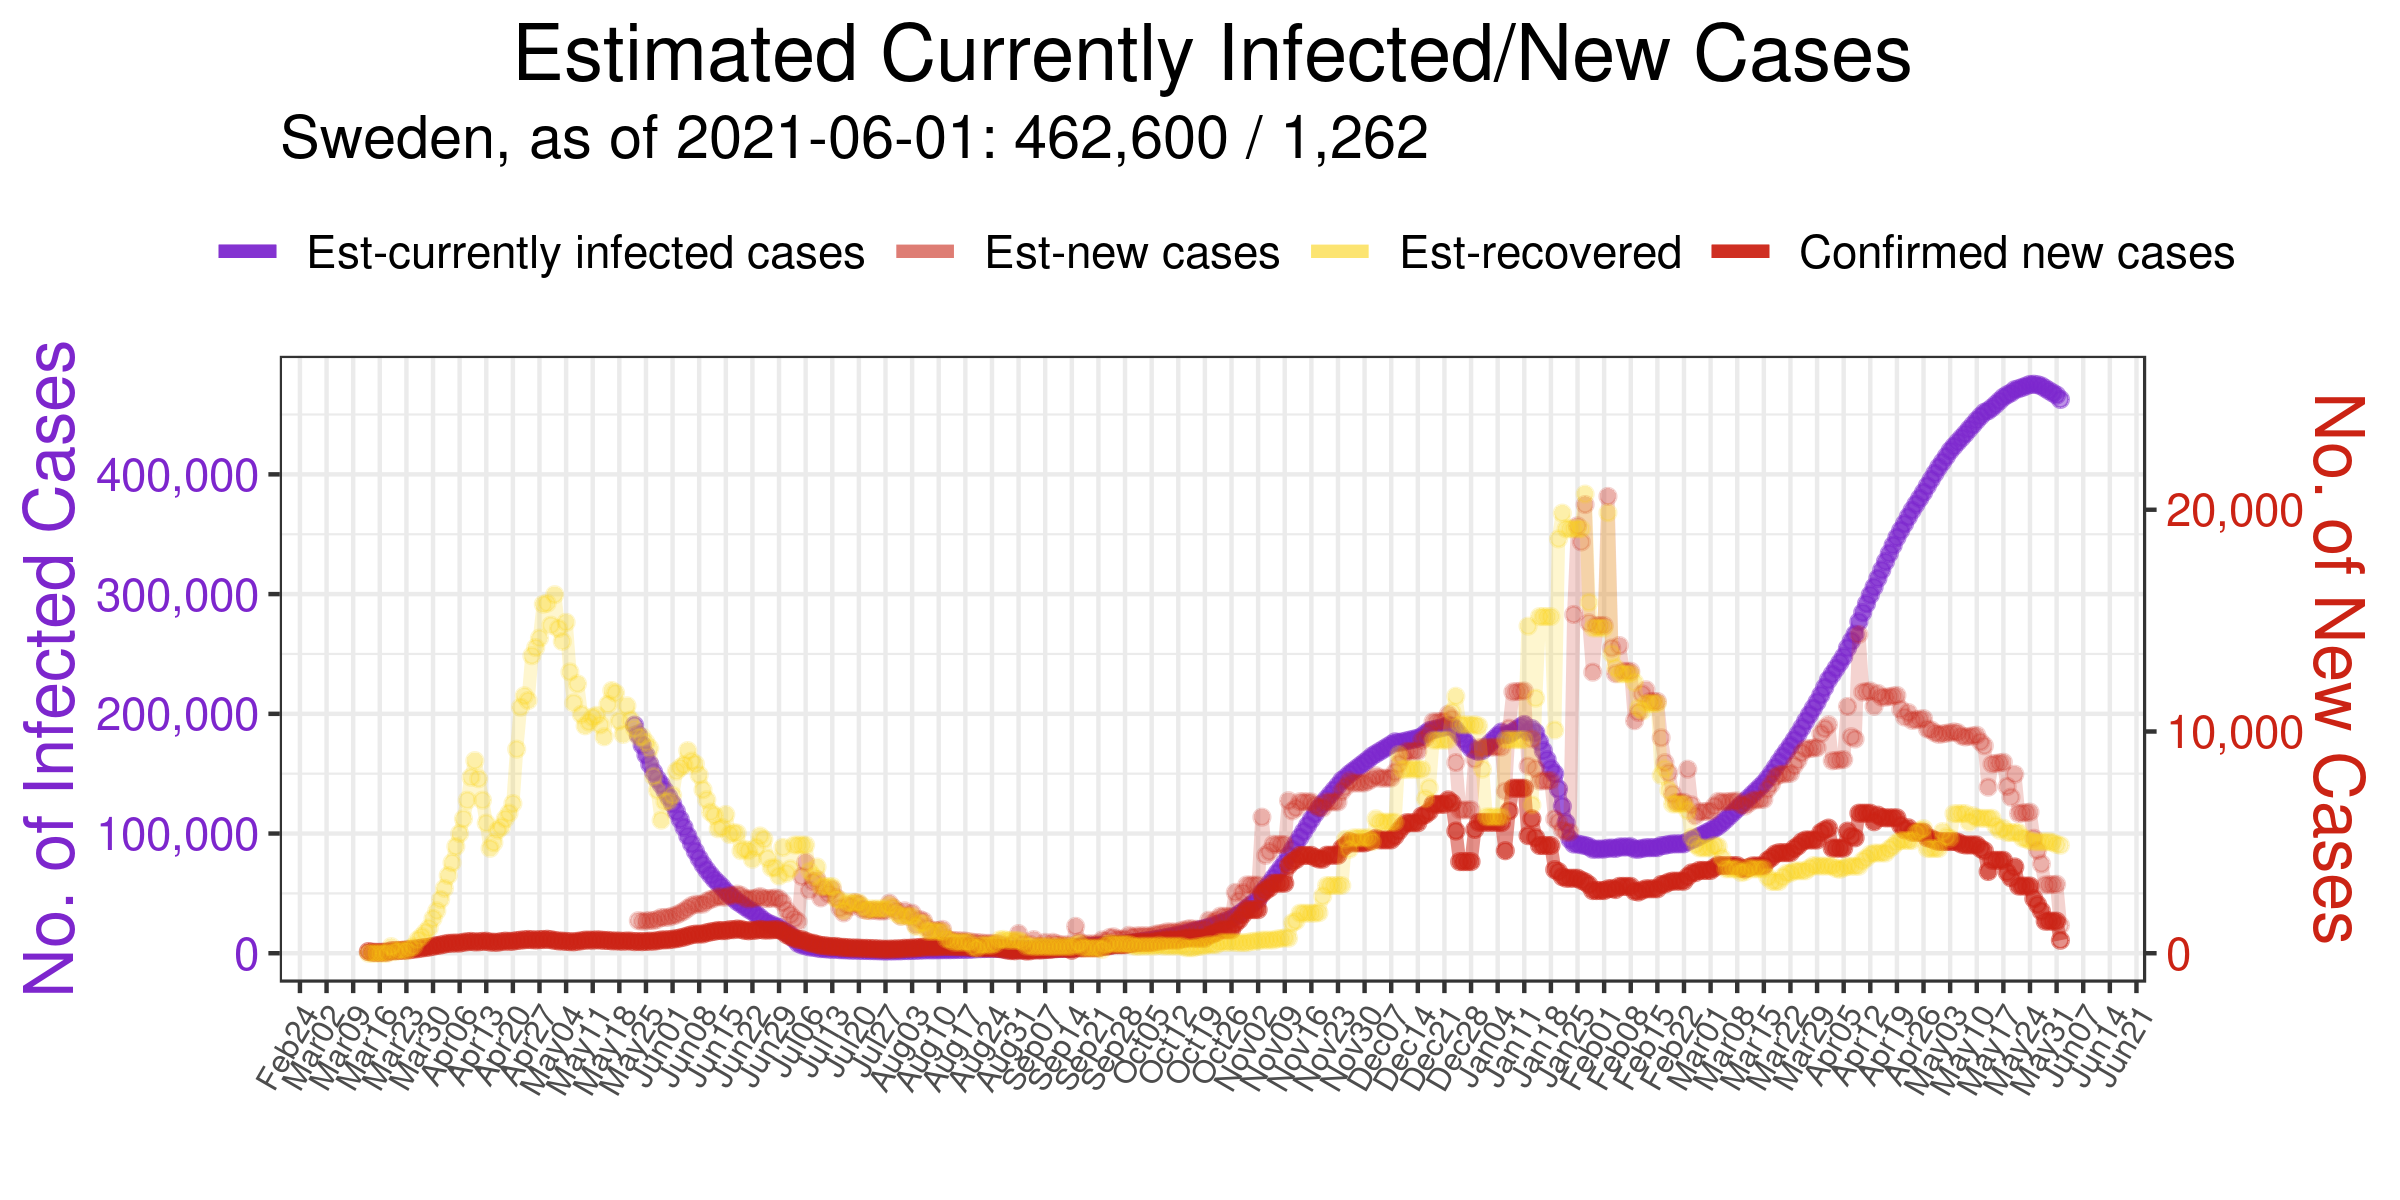 Estimated Currently Infected/New Cases
Sweden, as of 2021-06-01: 462,600 / 1,262
Est-currently infected cases
Est-new cases
Est-recovered
Confirmed new cases
No. of Infected Cases
400,000
300,000
200,000
100,000
0
No. of New Cases
20,000
10,000
0
Feb24
Mar02
Mar09
Mar16
Mar23
Mar30
Apr06
Apr13
Apr20
Apr27
May04
May11
May18
May25
Jun01
Jun08
Jun15
Jun22
Jun29
Jul06
Jul13
Jul20
Jul27
Aug03
Aug10
Aug17
Aug24
Aug31
Sep07
Sep14
Sep21
Sep28
Oct05
Oct12
Oct19
Oct26
Nov02
Nov09
Nov16
Nov23
Nov30
Dec07
Dec14
Dec21
Dec28
Jan04
Jan11
Jan18
Jan25
Feb01
Feb08
Feb15
Feb22
Mar01
Mar08
Mar15
Mar22
Mar29
Apr05
Apr12
Apr19
Apr26
May03
May10
May17
May24
May31
Jun07
Jun14
Jun21